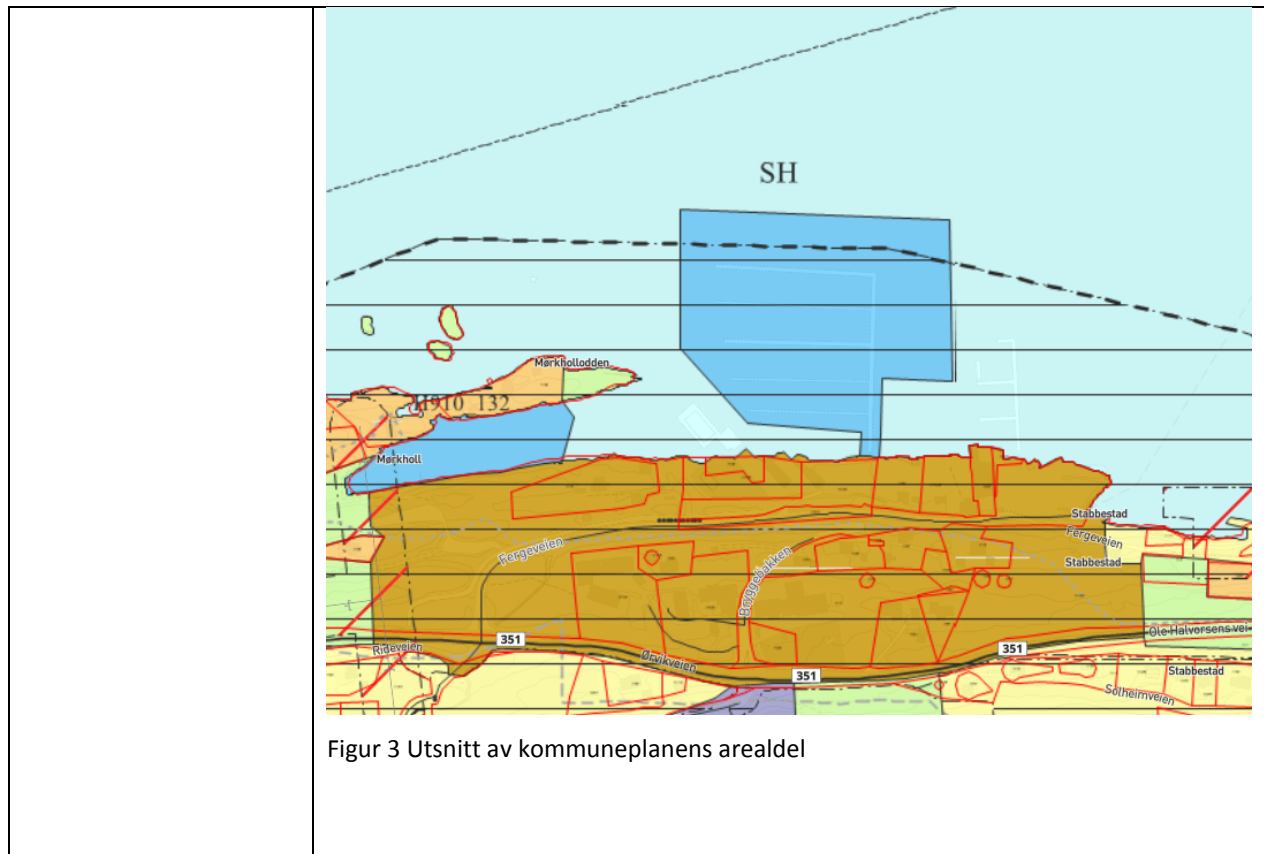 SH
Mørkhollodden
H910_132
Mørkholl
Stabbestad
Fergeveien
Fergeveien
Stabbestad
Bryggebakken
351
351
Ole Halvorsens vei
Rideveien
Ørvikveien
351
Stabbestad
Solheimveien
Figur 3 Utsnitt av kommuneplanens arealdel